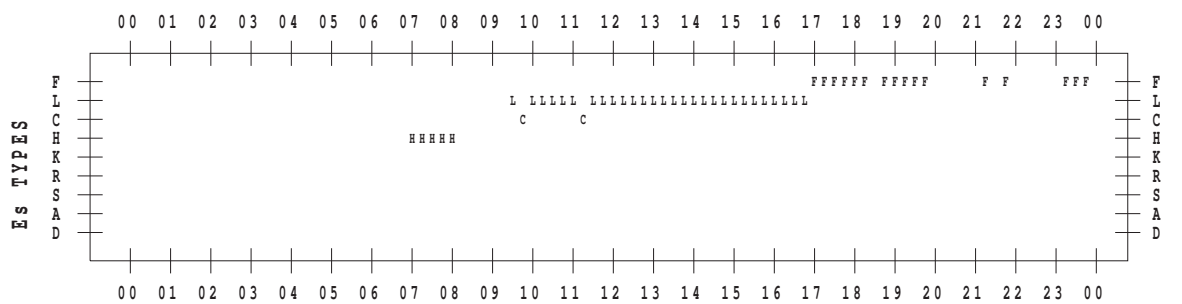 00 01 02 03 04 05 06 07 08 09 10 11 12 13 14 15 16 17 18 19 20 21 22 23 00
F FFFFFF FFFFF F F FFF F
L L LLLLL LLLLLLLLLLLLLLLLLLLLLL L
C C C C
H HHHHH H
K K
R R
S S
A A
D D
Es TYPES
00 01 02 03 04 05 06 07 08 09 10 11 12 13 14 15 16 17 18 19 20 21 22 23 00